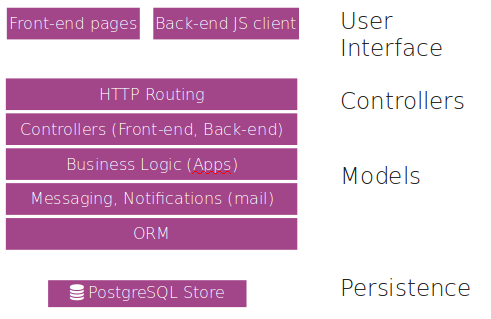 Front-end pages
Back-end JS client
User
Interface
HTTP Routing
Controllers
Controllers (Front-end, Back-end)
Business Logic (Apps)
Models
Messaging, Notifications (mail)
ORM
PostgreSQL Store
Persistence